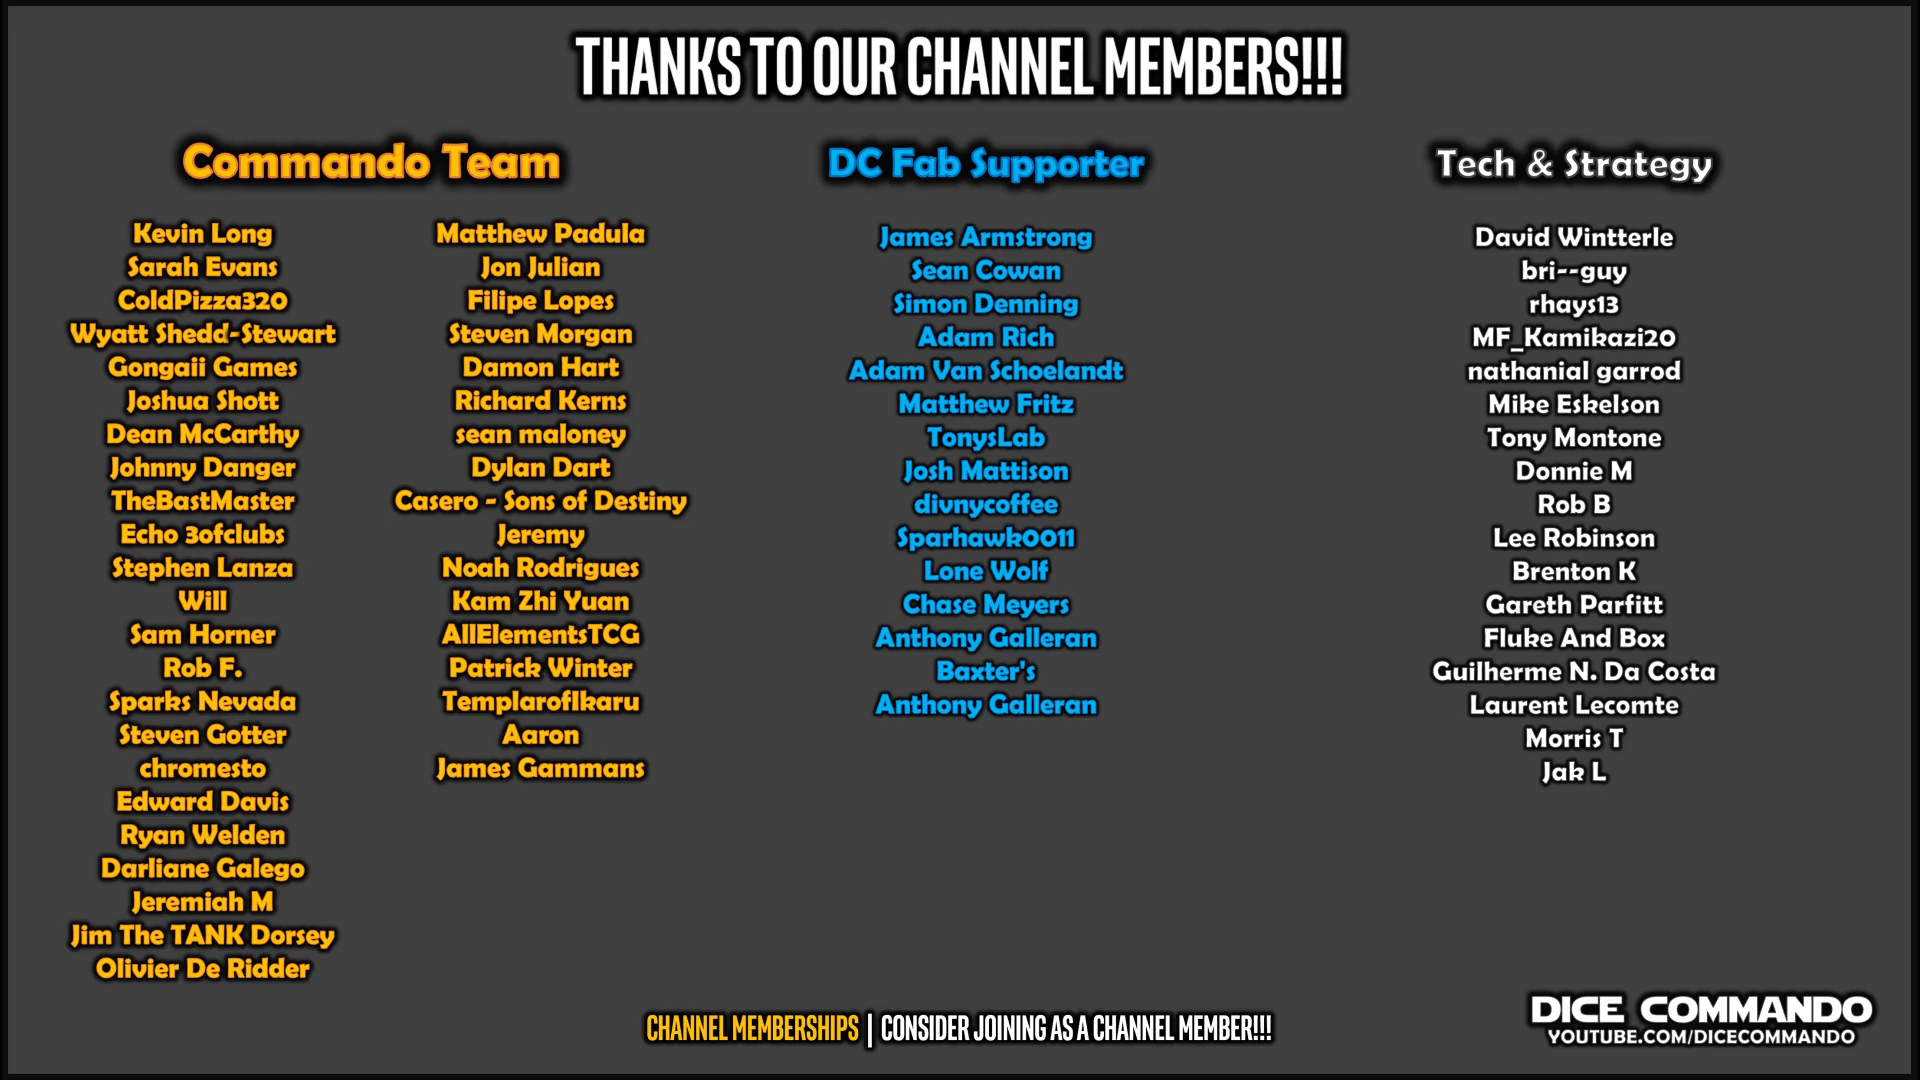 THANKS TO OUR CHANNEL MEMBERS!!!
Commando Team
Kevin Long
Sarah Evans
ColdPizza320
Wyatt Shedd-Stewart
Gongaii Games
Joshua Shott
Dean McCarthy
Johnny Danger
TheBastMaster
Echo 3ofclubs
Stephen Lanza
Will
Sam Horner
Rob F.
Sparks Nevada
Steven Gotter
chromesto
Edward Davis
Ryan Welden
Darliane Galego
Jeremiah M
Jim The TANK Dorsey
Olivier De Ridder
Matthew Padula
Jon Julian
Filipe Lopes
Steven Morgan
Damon Hart
Richard Kerns
sean maloney
Dylan Dart
Casero - Sons of Destiny
Jeremy
Noah Rodrigues
Kam Zhi Yuan
AllElementsTCG
Patrick Winter
TemplarofIkaru
Aaron
James Gammans
DC Fab Supporter
James Armstrong
Sean Cowan
Simon Denning
Adam Rich
Adam Van Schoelandt
Matthew Fritz
TonysLab
Josh Mattison
divnycoffee
Sparhawk0011
Lone Wolf
Chase Meyers
Anthony Galleran
Baxter's
Anthony Galleran
Tech & Strategy
David Wintterle
bri--guy
rhays13
MF_Kamikazi20
nathanial garrod
Mike Eskelson
Tony Montone
Donnie M
Rob B
Lee Robinson
Brenton K
Gareth Parfitt
Fluke And Box
Guilherme N. Da Costa
Laurent Lecomte
Morris T
Jak L
CHANNEL MEMBERSHIPS | CONSIDER JOINING AS A CHANNEL MEMBER!!!
DICE COMMANDO
YOUTUBE.COM/DICECOMMANDO